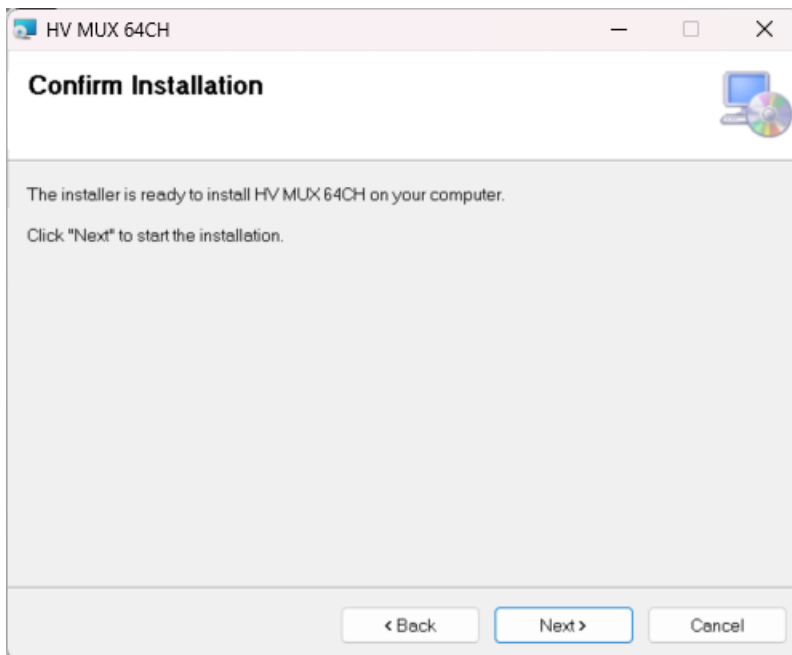 HV MUX 64CH
Confirm Installation
The installer is ready to install HV MUX 64CH on your computer.
Click "Next" to start the installation.
< Back
Next >
Cancel